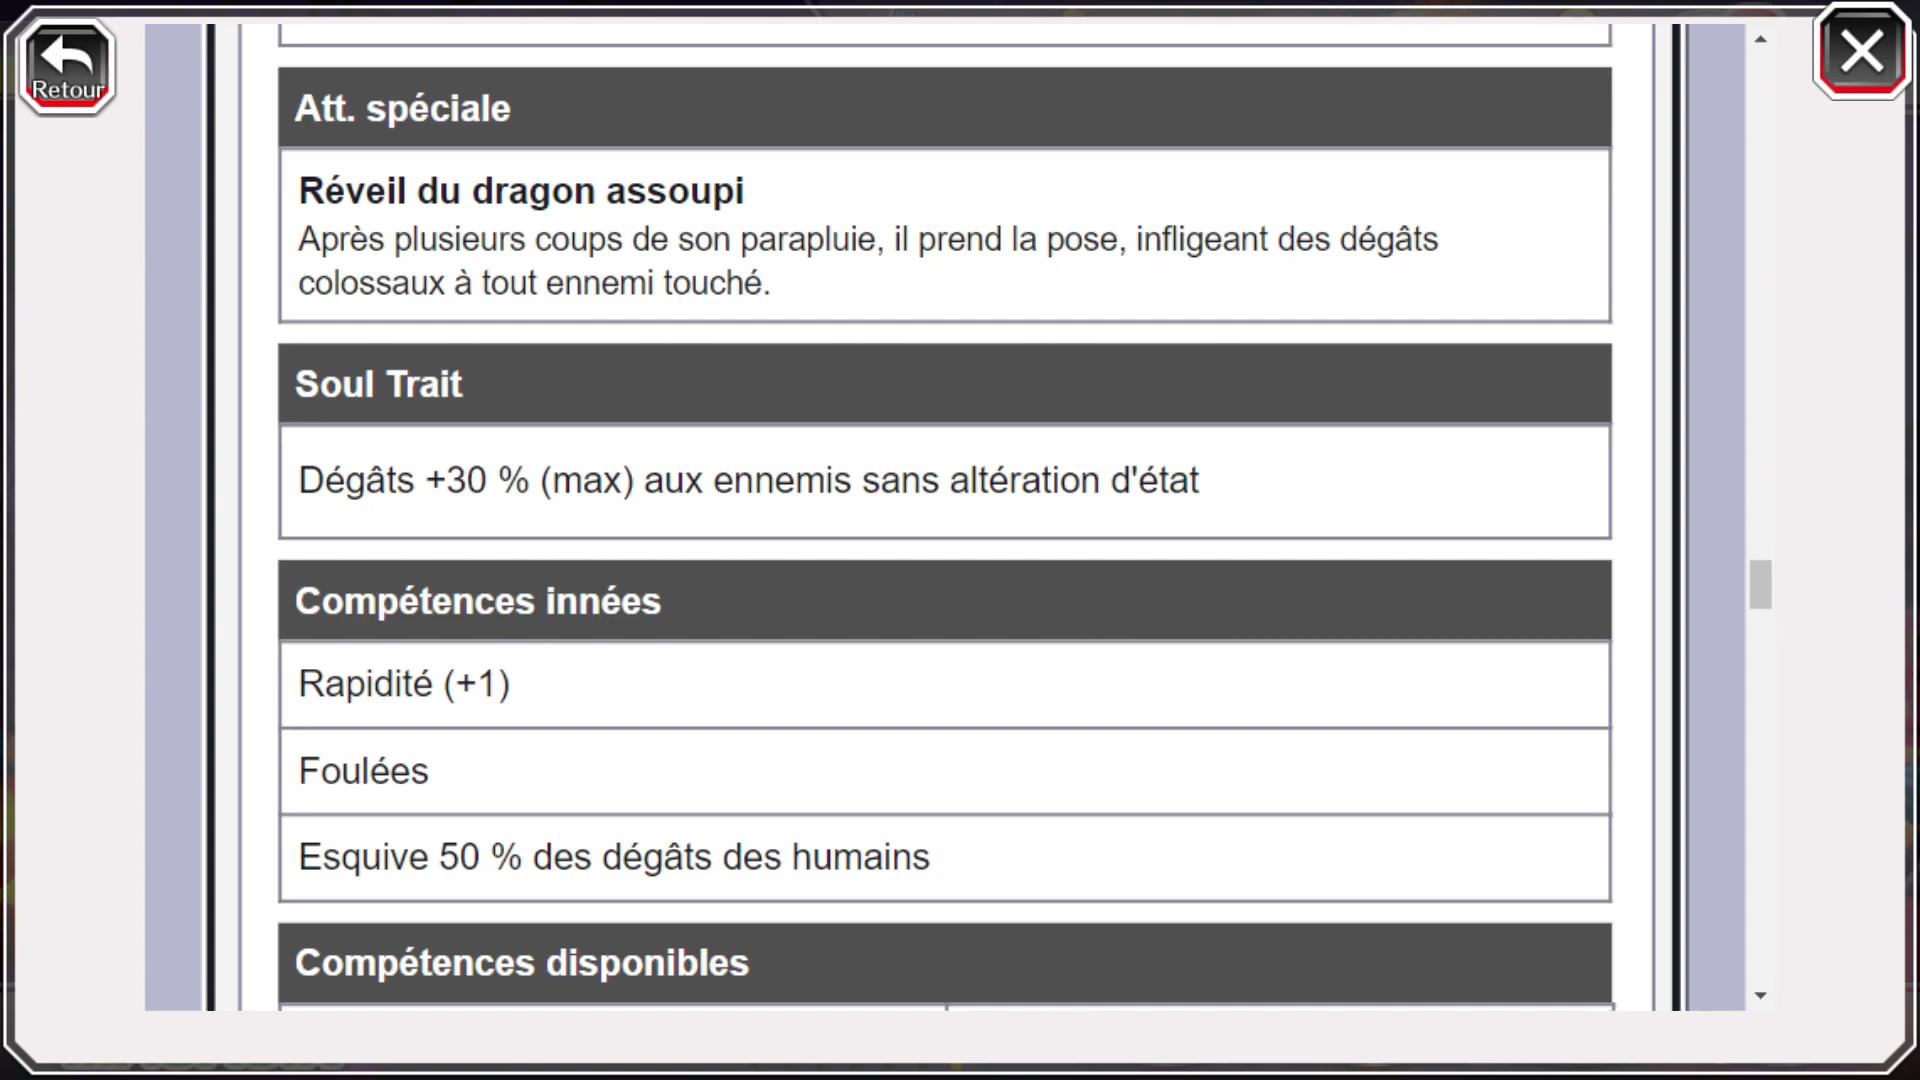 Retour
Att. spéciale
Réveil du dragon assoupi
Après plusieurs coups de son parapluie, il prend la pose, infligeant des dégâts
colossaux à tout ennemi touché.
Soul Trait
Dégâts +30 % (max) aux ennemis sans altération d'état
Compétences innées
Rapidité (+1)
Foulées
Esquive 50 % des dégâts des humains
Compétences disponibles